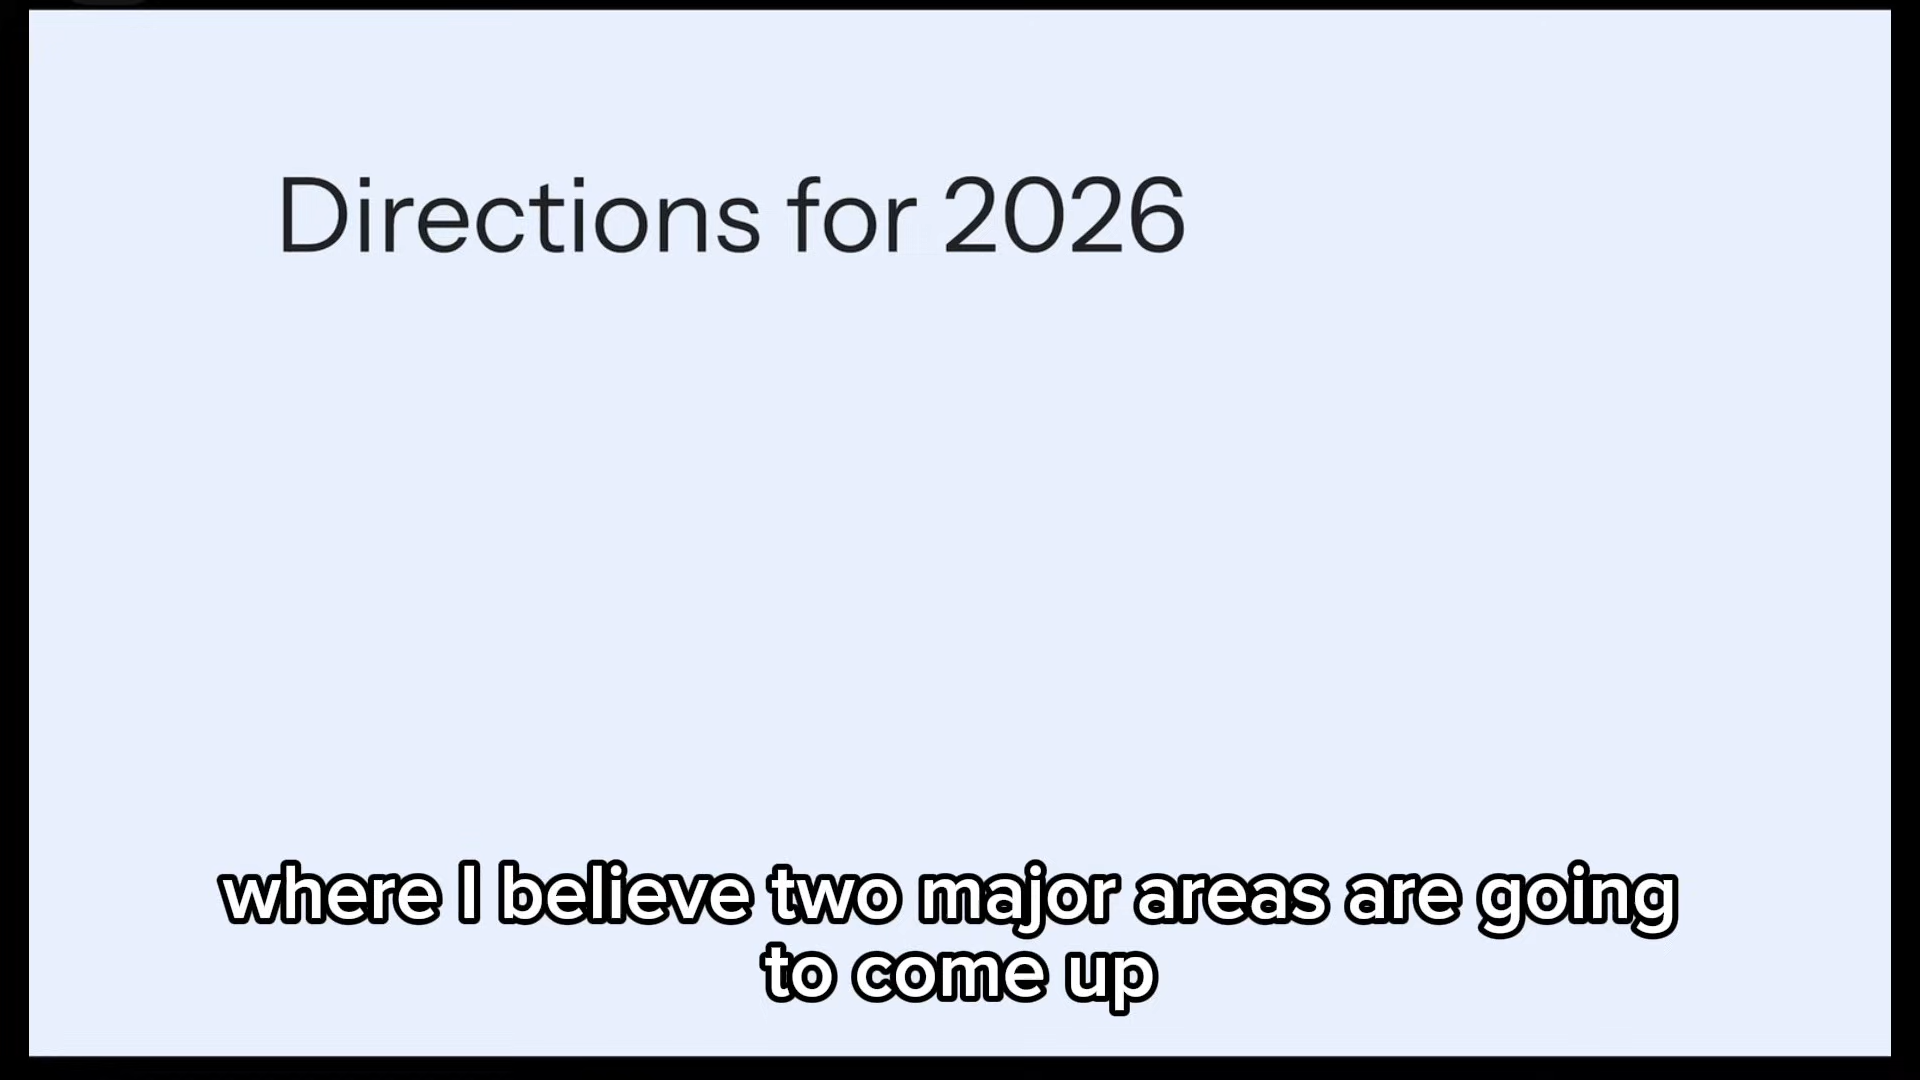 Directions for 2026
where I believe two major areas are going
to come up